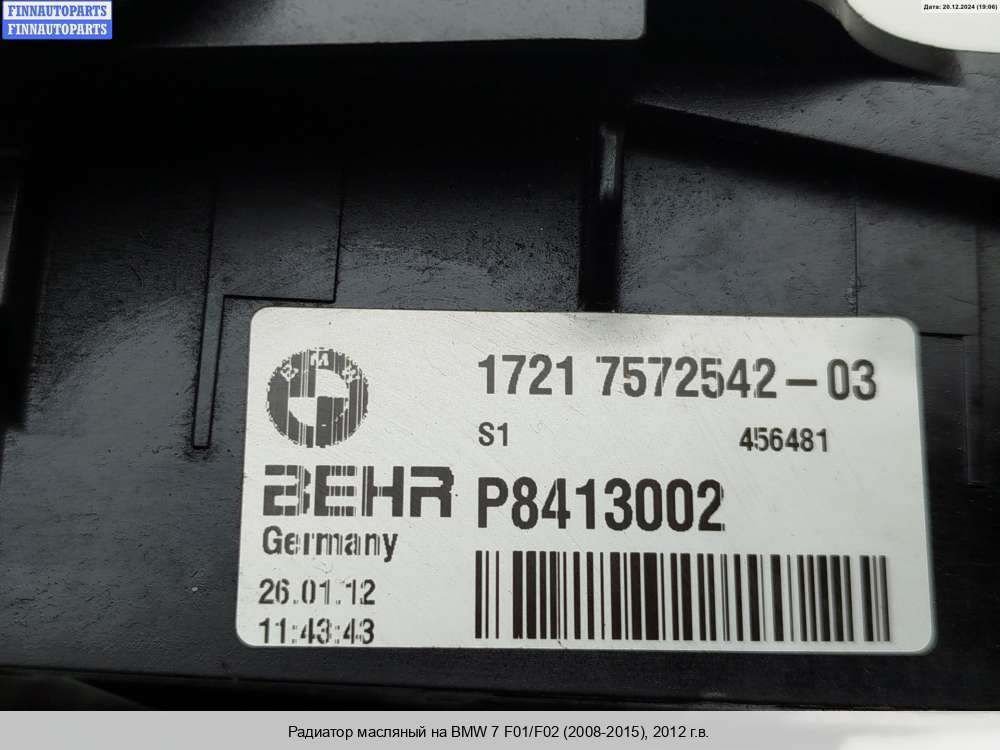 FINNAUTOPARTS
FINNAUTOPARTS
Дата: 20.12.2024 (19:06)
BMW
1721 7572542-03
S1 456481
BEHR P8413002
Germany
26.01.12
11:43:43
Радиатор масляный на BMW 7 F01/F02 (2008-2015), 2012 г.в.